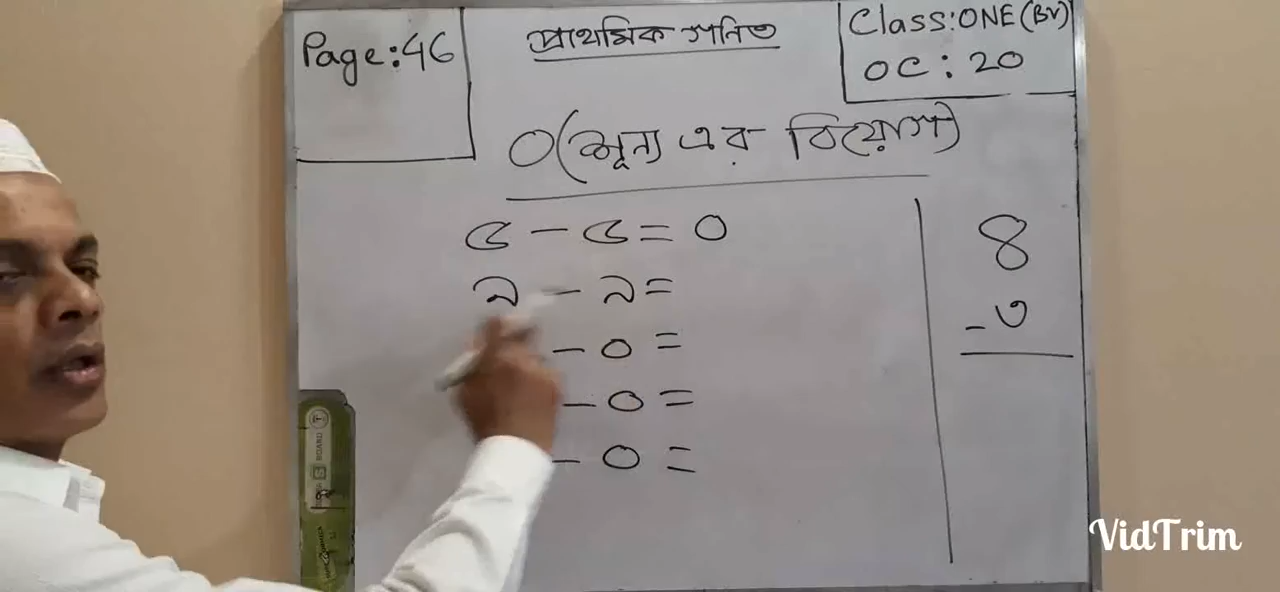 Page:46
প্রাথমিক গনিত
Class:ONE(BV)
OC: 20
০(শূন্য এর বিয়োগ)
৫ - ৫ = ০
২ - ২ =
- ০ =
- ০ =
- ০ =
৪
- ৩
VidTrim